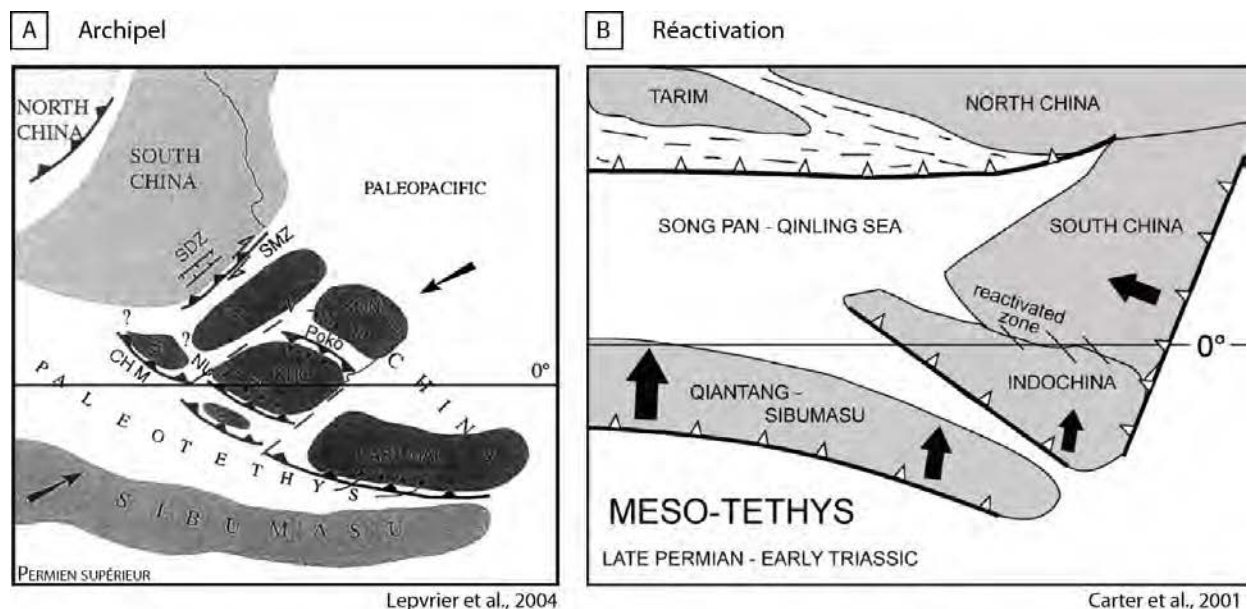 A Archipel
NORTH
CHINA
SOUTH
CHINA
PALEOPACIFIC
SDZ
SMZ
?
?
Poko
CHM
0°
PALEOTETHYS
SIBUMASU
PERMIEN SUPÉRIEUR
Lepvrier et al., 2004
B Réactivation
TARIM
NORTH CHINA
SONG PAN - QINLING SEA
SOUTH
CHINA
reactivated
zone
0°
INDOCHINA
QIANTANG -
SIBUMASU
MESO-TETHYS
LATE PERMIAN - EARLY TRIASSIC
Carter et al., 2001